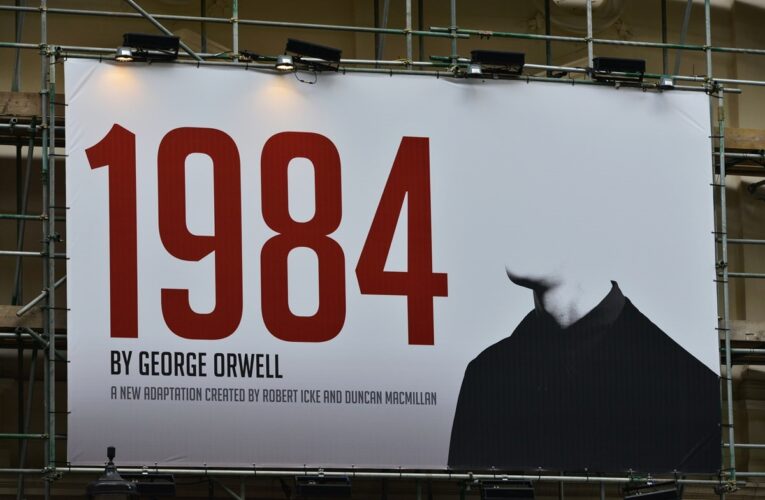 1984
BY GEORGE ORWELL
A NEW ADAPTATION CREATED BY ROBERT ICKE AND DUNCAN MACMILLAN